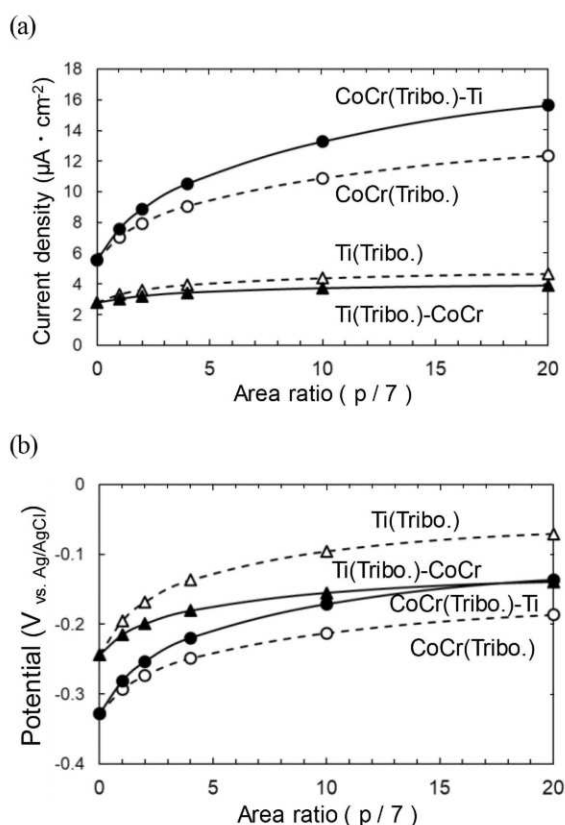 (a)
18
16
14
12
10
8
6
4
2
0
Current density (μA・cm-2)
CoCr(Tribo.)-Ti
CoCr(Tribo.)
Ti(Tribo.)
Ti(Tribo.)-CoCr
0 5 10 15 20
Area ratio ( p / 7 )
(b)
0
-0.1
-0.2
-0.3
-0.4
Potential (V vs. Ag/AgCl)
Ti(Tribo.)
Ti(Tribo.)-CoCr
CoCr(Tribo.)-Ti
CoCr(Tribo.)
0 5 10 15 20
Area ratio ( p / 7 )